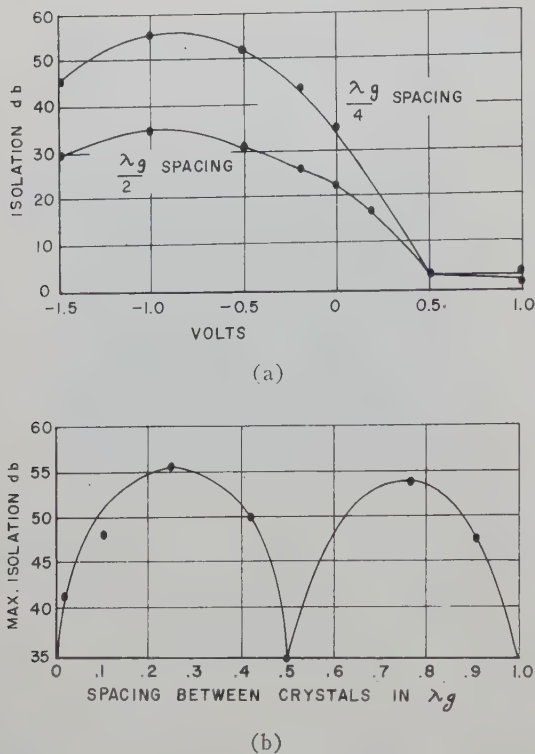 60
50
40
30
20
10
0
ISOLATION db
λg/4 SPACING
λg/2 SPACING
-1.5 -1.0 -0.5 0 0.5 1.0
VOLTS
(a)
60
55
50
45
40
35
MAX. ISOLATION db
0 .1 .2 .3 .4 .5 .6 .7 .8 .9 1.0
SPACING BETWEEN CRYSTALS IN λg
(b)